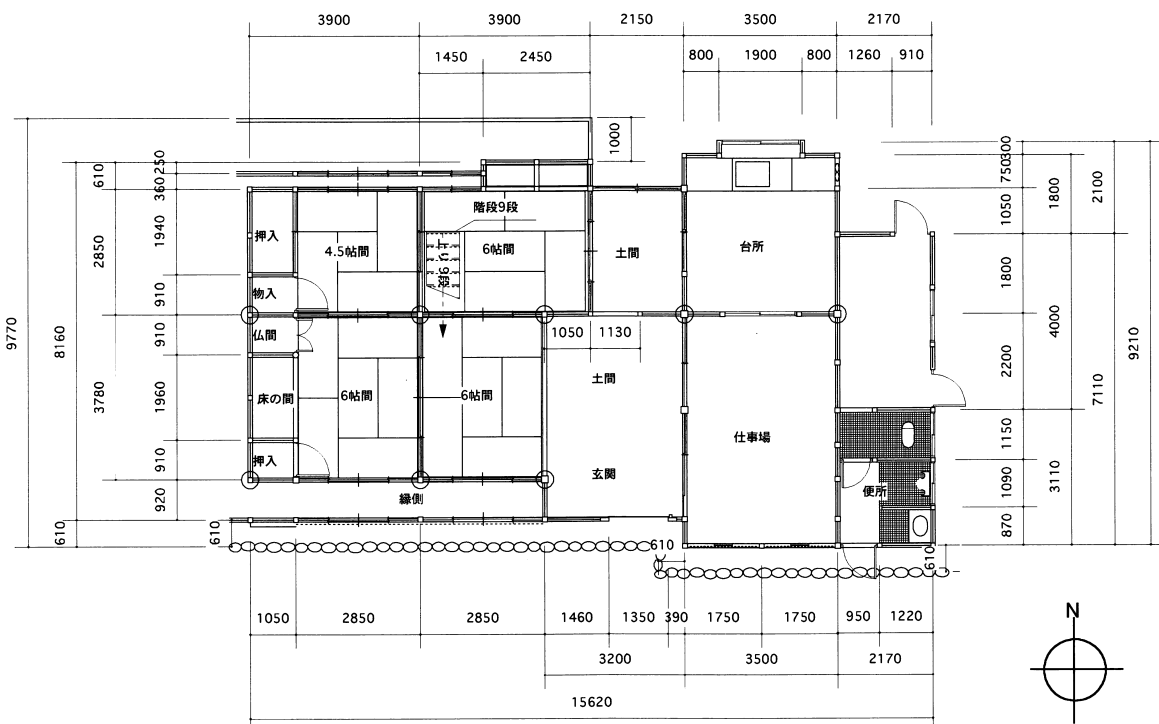 3900 3900 2150 3500 2170
1450 2450 800 1900 800 1260 910
1000
9770
8160
610 2850 3780
250 360 1940 910 910 1960 910 920
610
610
階段9段
上り9段
押入
4.5帖間
6帖間
土間
台所
物入
仏間
1050 1130
床の間
6帖間
6帖間
土間
仕事場
押入
玄関
便所
縁側
610
610
300 750 1050 1800 2200 1150 1090 870
1800 4000 3110
2100 7110
9210
1050 2850 2850 1460 1350 390 1750 1750 950 1220
3200 3500 2170
15620
N